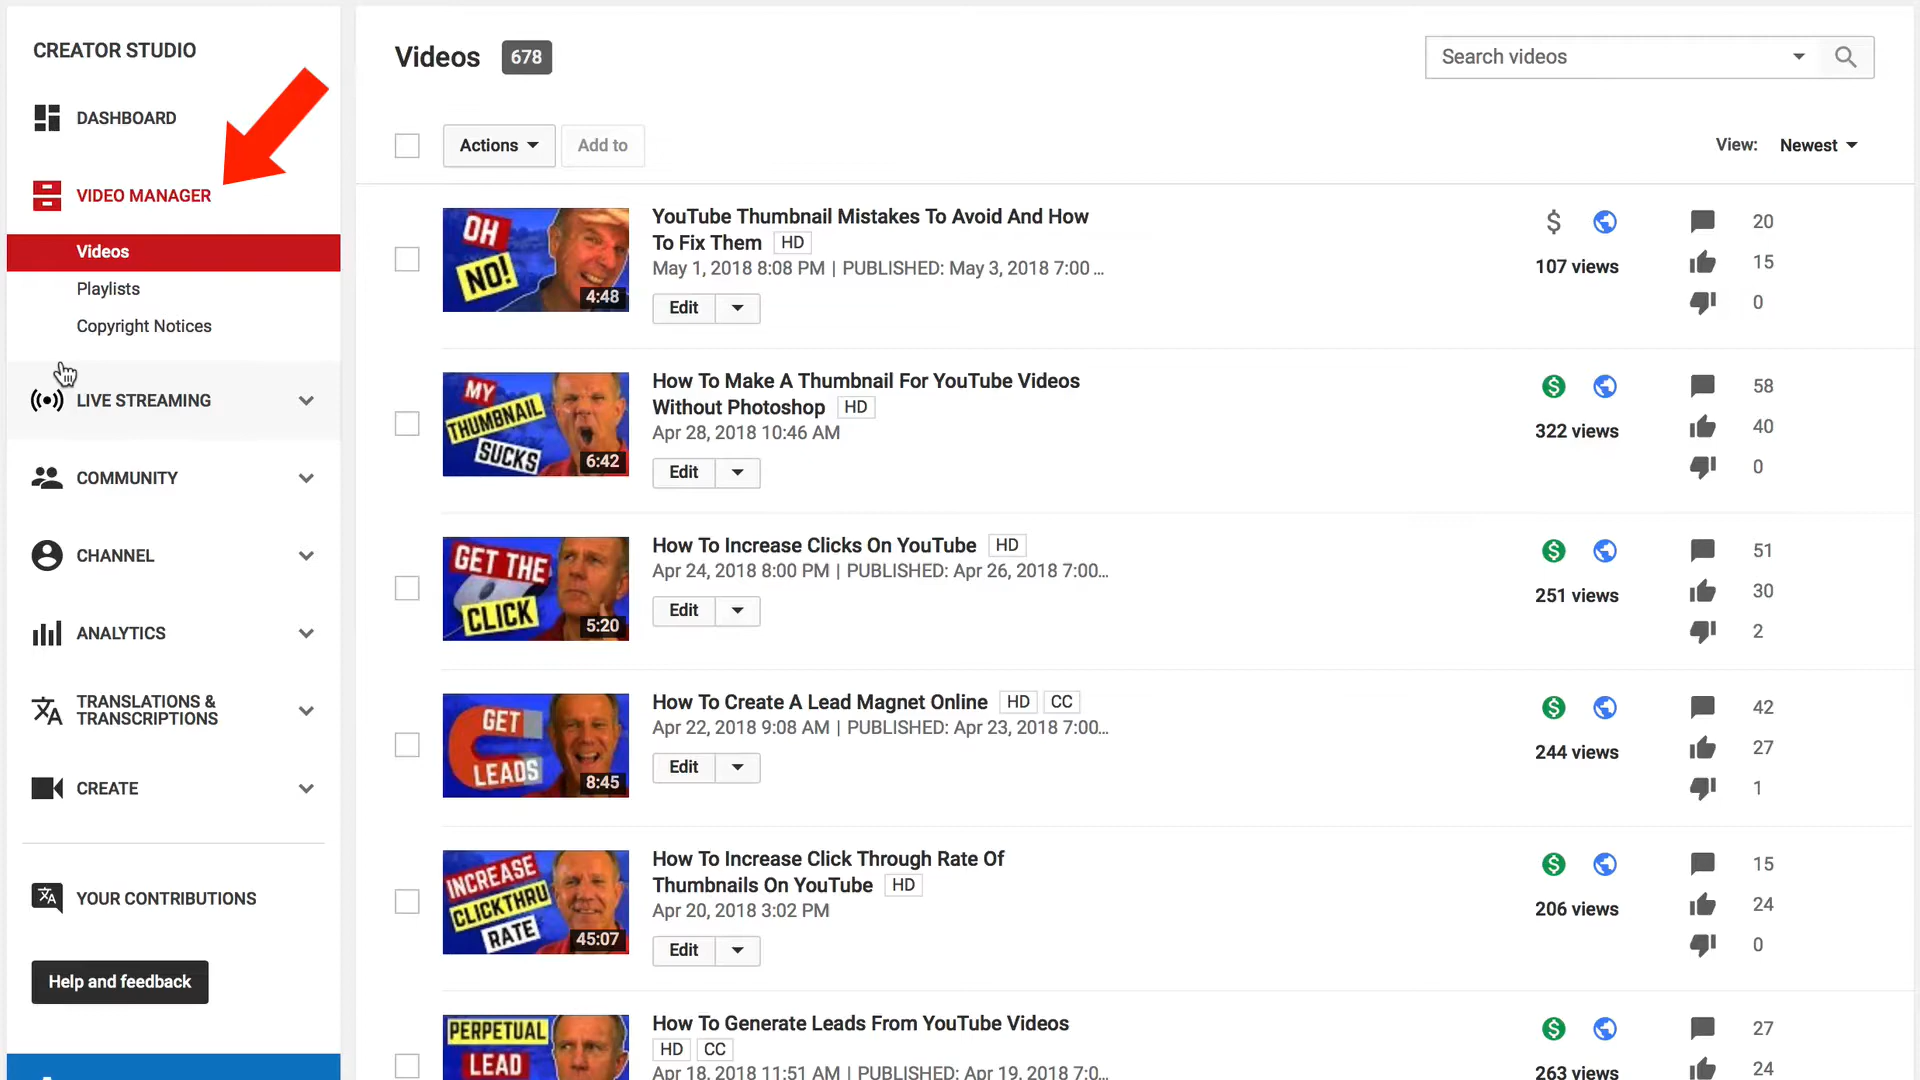 CREATOR STUDIO
DASHBOARD
VIDEO MANAGER
Videos
Playlists
Copyright Notices
LIVE STREAMING
COMMUNITY
CHANNEL
ANALYTICS
TRANSLATIONS &
TRANSCRIPTIONS
CREATE
YOUR CONTRIBUTIONS
Help and feedback
Videos 678
Search videos
Actions Add to
View: Newest
OH
NO!
4:48
YouTube Thumbnail Mistakes To Avoid And How
To Fix Them HD
May 1, 2018 8:08 PM | PUBLISHED: May 3, 2018 7:00 ...
Edit
$
107 views
20
15
0
MY
THUMBNAIL
SUCKS
6:42
How To Make A Thumbnail For YouTube Videos
Without Photoshop HD
Apr 28, 2018 10:46 AM
Edit
$
322 views
58
40
0
GET THE
CLICK
5:20
How To Increase Clicks On YouTube HD
Apr 24, 2018 8:00 PM | PUBLISHED: Apr 26, 2018 7:00...
Edit
$
251 views
51
30
2
GET
LEADS
8:45
How To Create A Lead Magnet Online HD CC
Apr 22, 2018 9:08 AM | PUBLISHED: Apr 23, 2018 7:00...
Edit
$
244 views
42
27
1
INCREASE
CLICKTHRU
RATE
45:07
How To Increase Click Through Rate Of
Thumbnails On YouTube HD
Apr 20, 2018 3:02 PM
Edit
$
206 views
15
24
0
PERPETUAL
LEAD
How To Generate Leads From YouTube Videos
HD CC
Apr 18, 2018 11:51 AM | PUBLISHED: Apr 19, 2018 7:0...
$
263 views
27
24